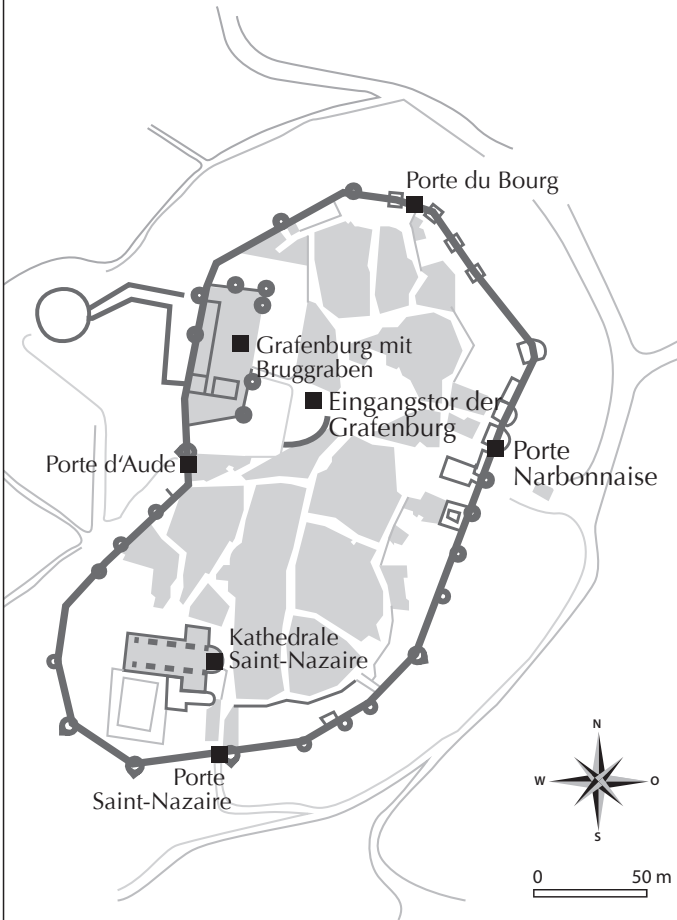 Porte du Bourg
Grafenburg mit
Bruggraben
Eingangstor der
Grafenburg
Porte d'Aude
Porte
Narbonnaise
Kathedrale
Saint-Nazaire
Porte
Saint-Nazaire
N
W
O
S
0
50 m